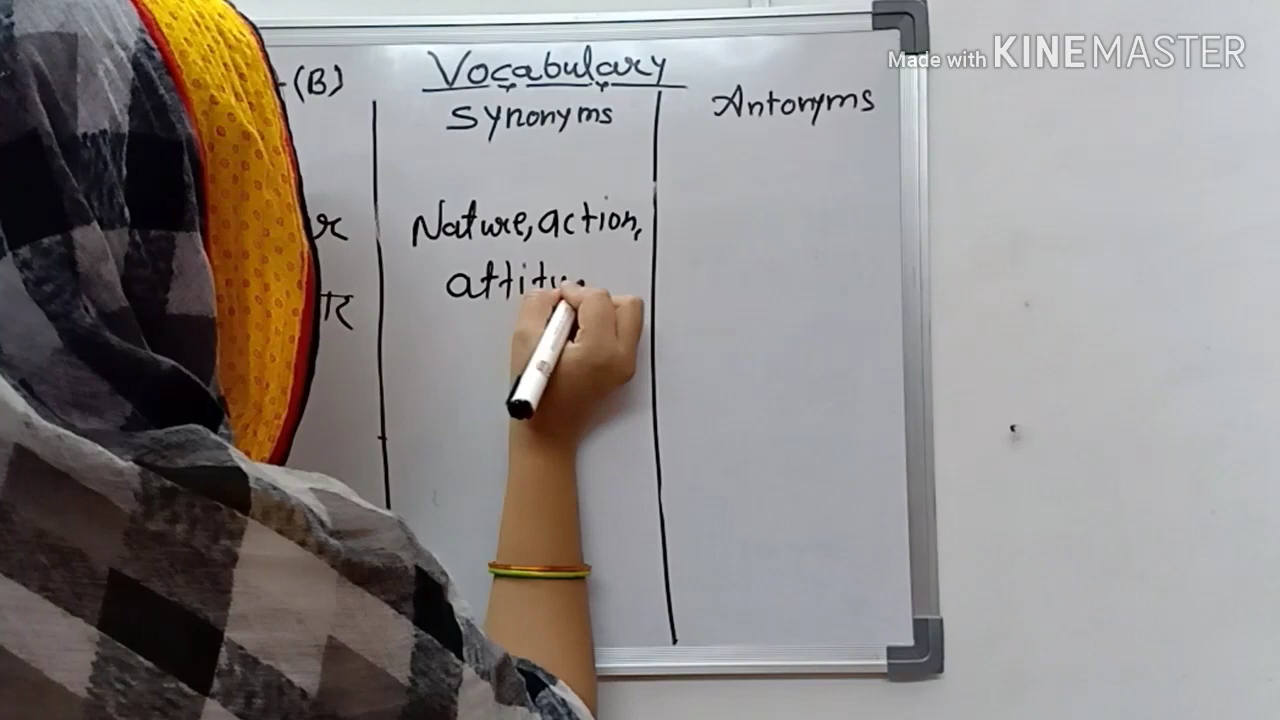 Made with KINEMASTER
-(B)
Vocabulary
Synonyms
Antonyms
Nature, action,